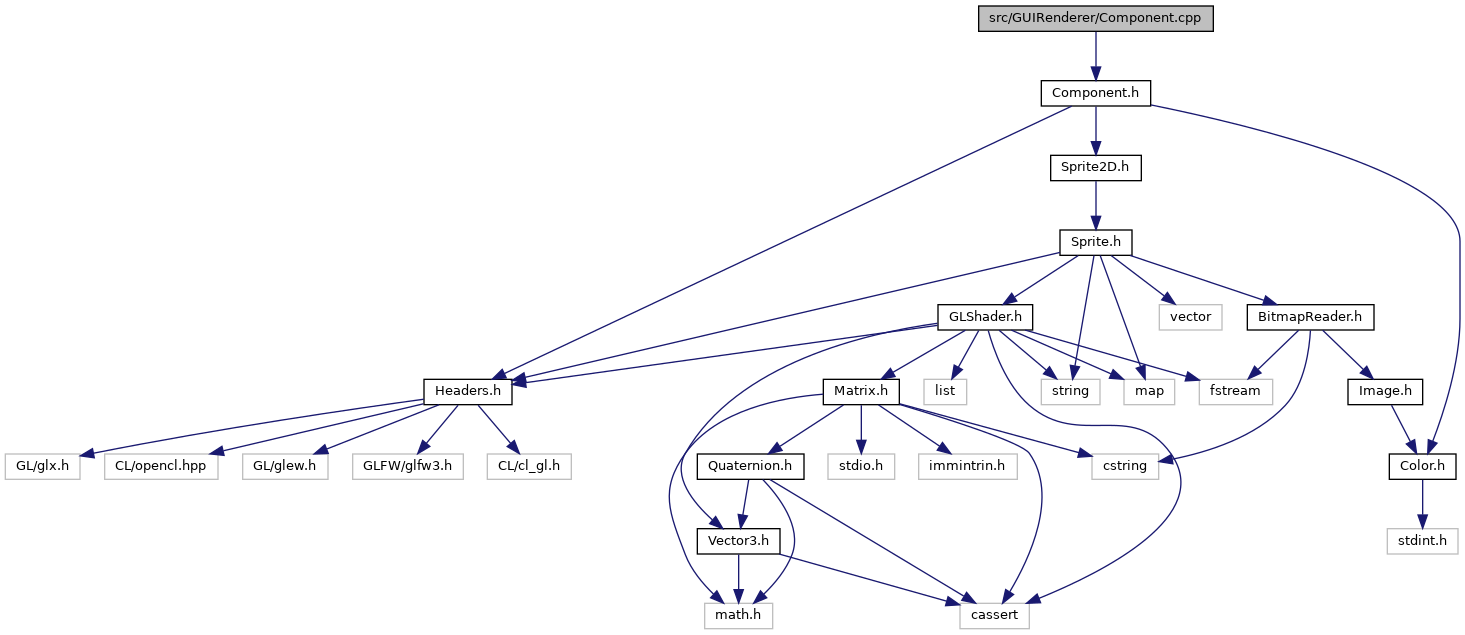 src/GUIRenderer/Component.cpp
Component.h
Sprite2D.h
Sprite.h
GLShader.h
vector
BitmapReader.h
Headers.h
Matrix.h
list
string
map
fstream
Image.h
GL/glx.h
CL/opencl.hpp
GL/glew.h
GLFW/glfw3.h
CL/cl_gl.h
Quaternion.h
stdio.h
immintrin.h
cstring
Color.h
Vector3.h
stdint.h
math.h
cassert